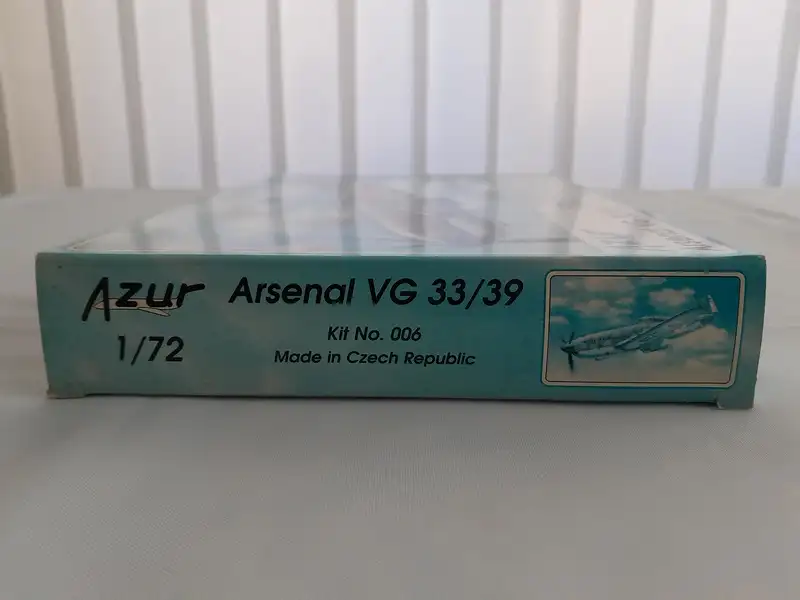 Azur Arsenal VG 33/39
1/72
Kit No. 006
Made in Czech Republic